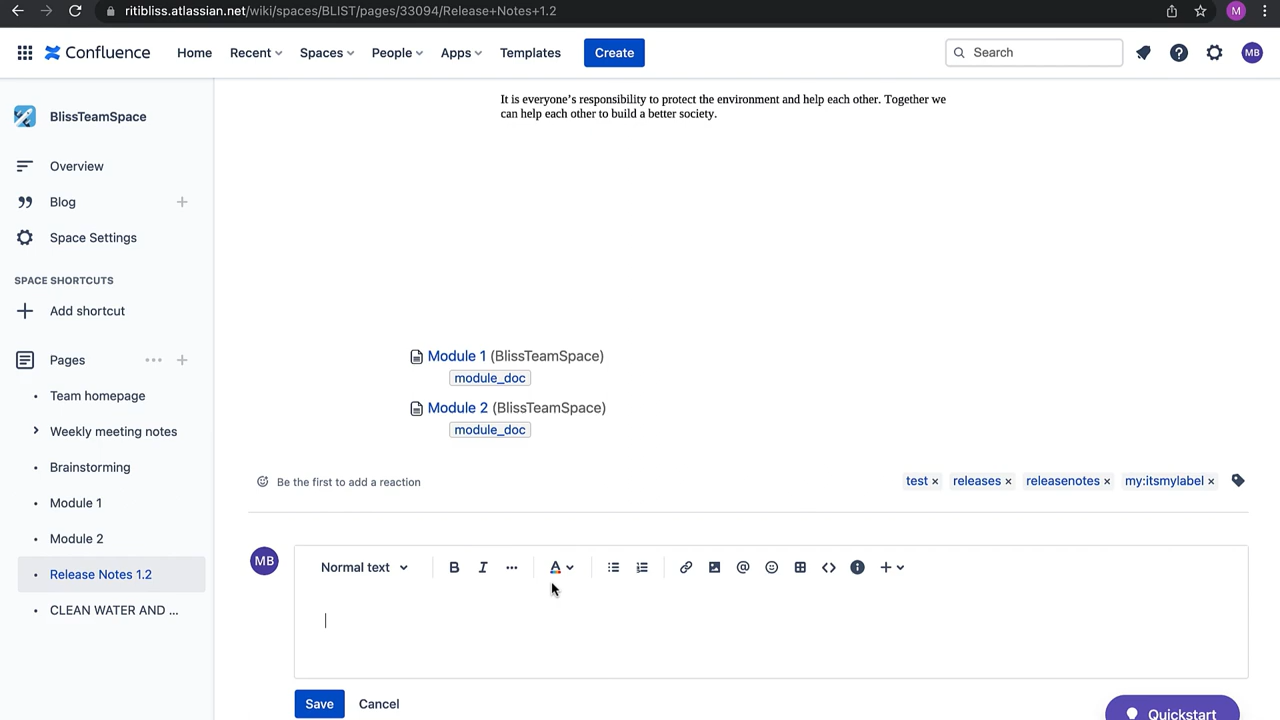 ritibliss.atlassian.net/wiki/spaces/BLIST/pages/33094/Release+Notes+1.2
M
Confluence
Home
Recent
Spaces
People
Apps
Templates
Create
Search
MB
BlissTeamSpace
Overview
Blog
Space Settings
SPACE SHORTCUTS
Add shortcut
Pages
Team homepage
Weekly meeting notes
Brainstorming
Module 1
Module 2
Release Notes 1.2
CLEAN WATER AND ...
It is everyone's responsibility to protect the environment and help each other. Together we
can help each other to build a better society.
Module 1 (BlissTeamSpace)
module_doc
Module 2 (BlissTeamSpace)
module_doc
Be the first to add a reaction
test × releases × releasenotes × my:itsmylabel ×
MB
Normal text B I ... A
Save Cancel
Quickstart